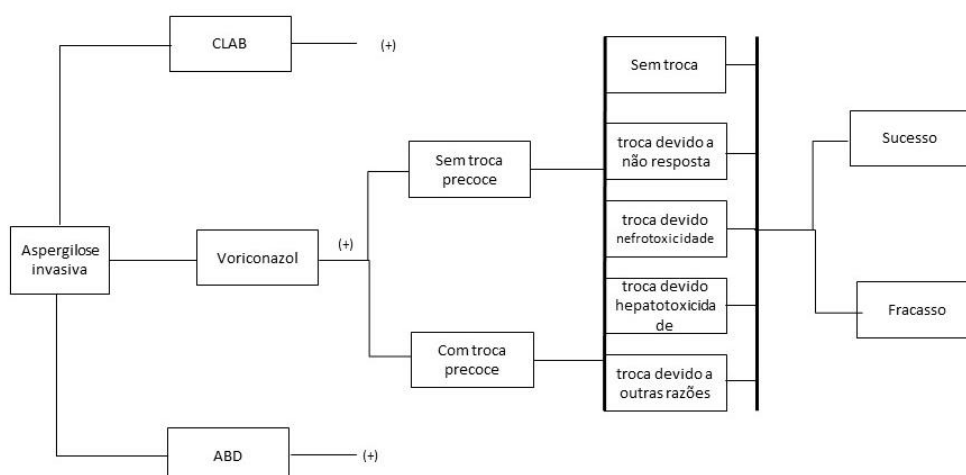 CLAB
(+)
Aspergilose
invasiva
Voriconazol
(+)
ABD
(+)
Sem troca
precoce
Com troca
precoce
Sem troca
troca devido a
não resposta
troca devido
nefrotoxicidade
troca devido
hepatotoxicida
de
troca devido a
outras razões
Sucesso
Fracasso